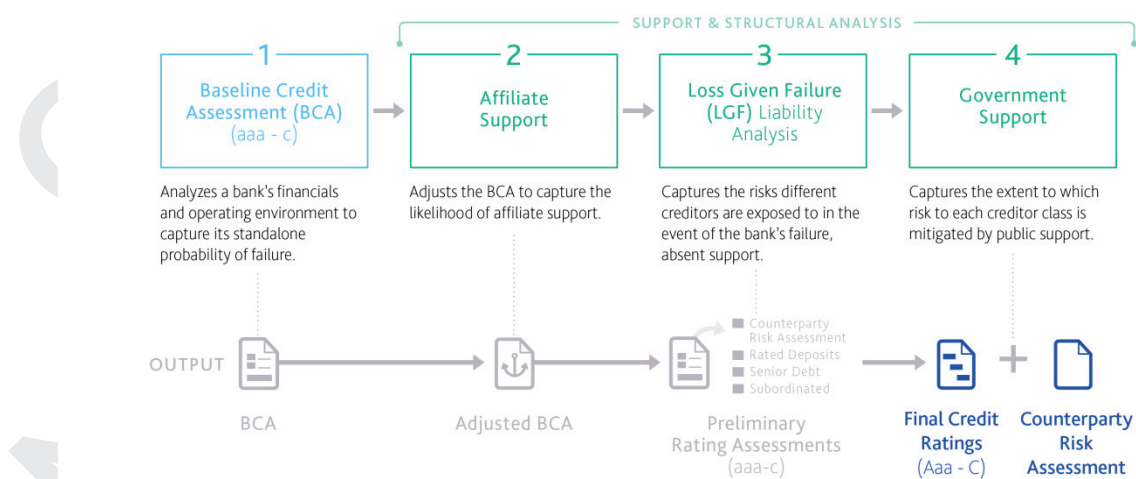 SUPPORT & STRUCTURAL ANALYSIS
1
Baseline Credit
Assessment (BCA)
(aaa - c)
2
Affiliate
Support
3
Loss Given Failure
(LGF) Liability
Analysis
4
Government
Support
Analyzes a bank's financials
and operating environment to
capture its standalone
probability of failure.
Adjusts the BCA to capture the
likelihood of affiliate support.
Captures the risks different
creditors are exposed to in the
event of the bank's failure,
absent support.
Captures the extent to which
risk to each creditor class is
mitigated by public support.
OUTPUT
Counterparty
Risk Assessment
Rated Deposits
Senior Debt
Subordinated
BCA
Adjusted BCA
Preliminary
Rating Assessments
(aaa-c)
Final Credit
Ratings
(Aaa - C)
Counterparty
Risk
Assessment